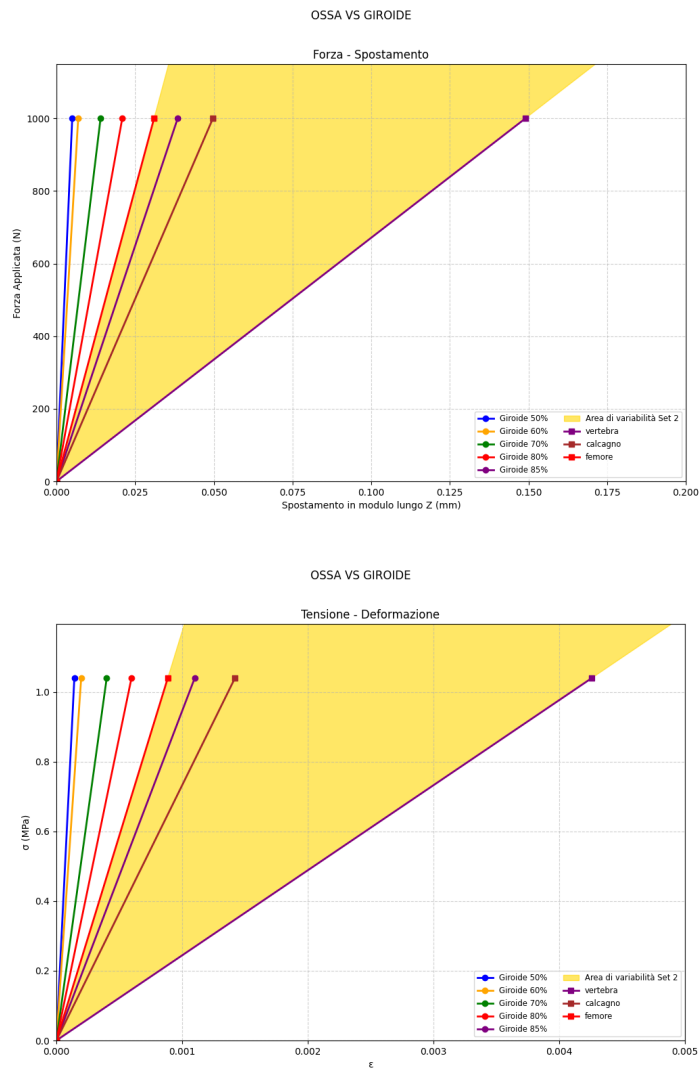 OSSA VS GIROIDE
Forza - Spostamento
Forza Applicata (N)
1000
800
600
400
200
0
0.000 0.025 0.050 0.075 0.100 0.125 0.150 0.175 0.200
Spostamento in modulo lungo Z (mm)
Giroide 50%
Giroide 60%
Giroide 70%
Giroide 80%
Giroide 85%
Area di variabilità Set 2
vertebra
calcagno
femore
OSSA VS GIROIDE
Tensione - Deformazione
σ (MPa)
1.0
0.8
0.6
0.4
0.2
0.0
0.000 0.001 0.002 0.003 0.004 0.005
ε
Giroide 50%
Giroide 60%
Giroide 70%
Giroide 80%
Giroide 85%
Area di variabilità Set 2
vertebra
calcagno
femore